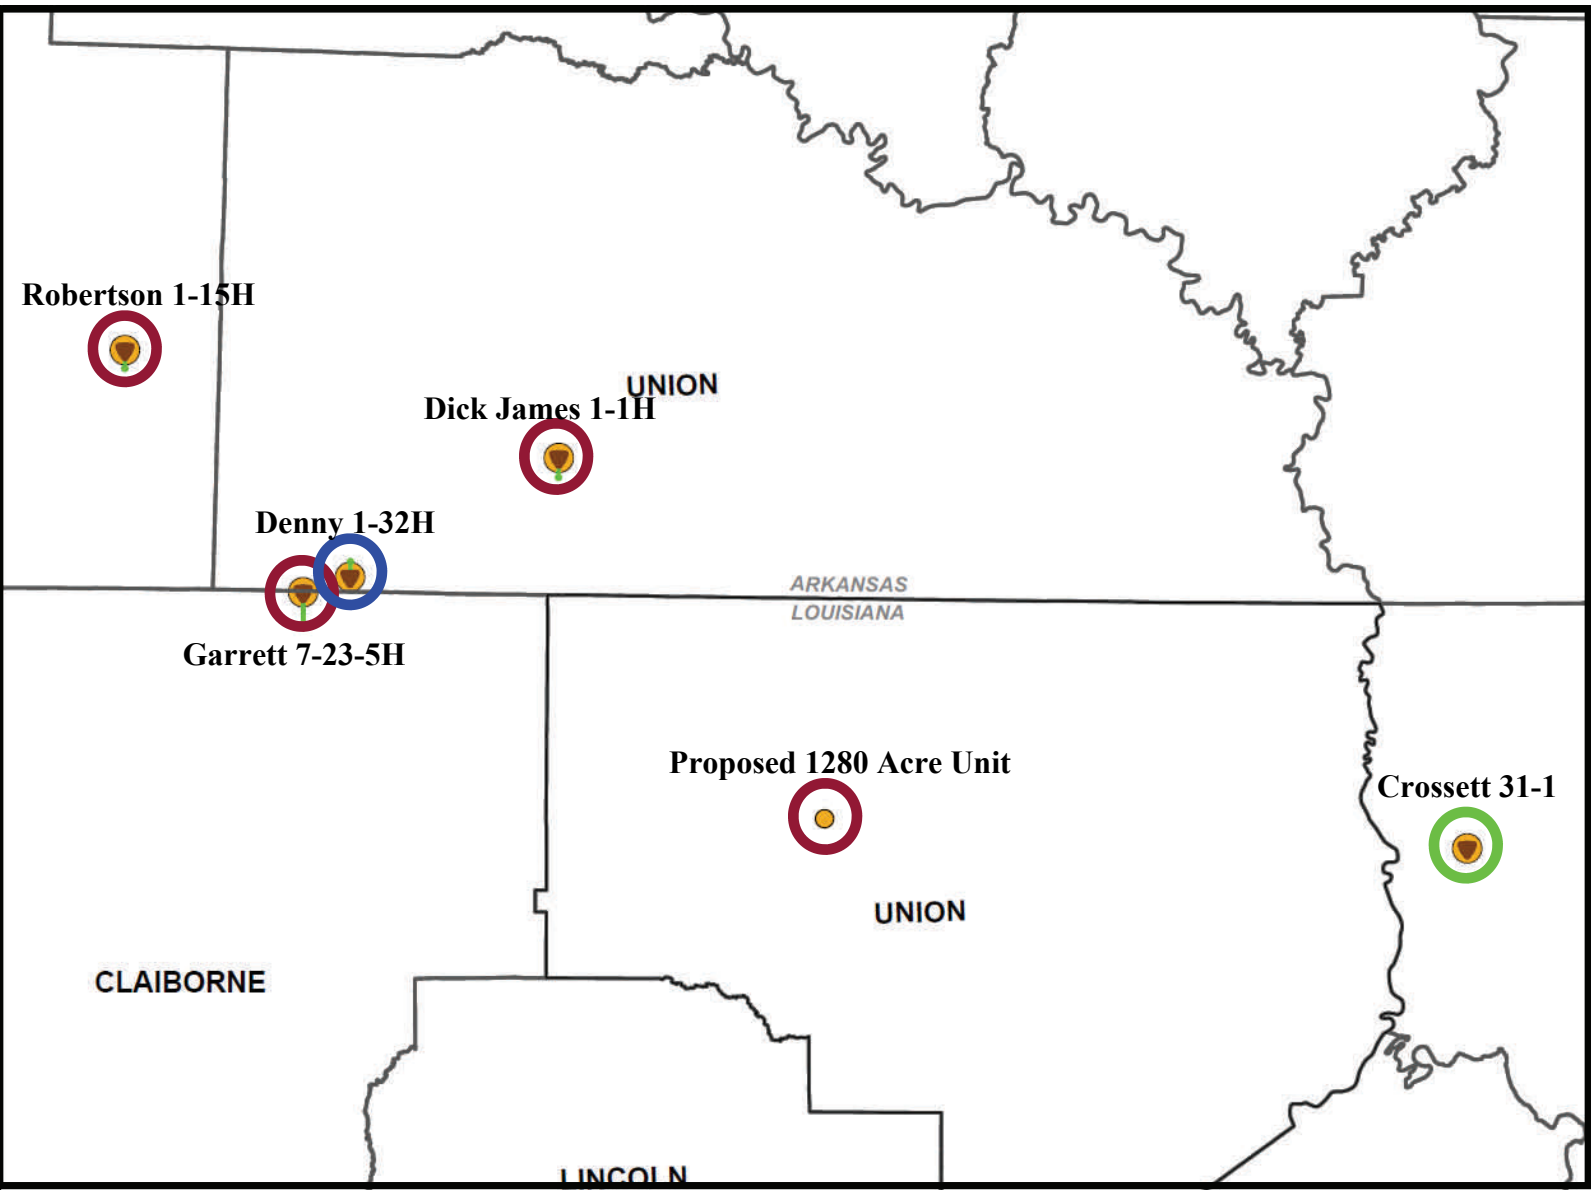 Robertson 1-15H
UNION
Dick James 1-1H
Denny 1-32H
ARKANSAS
LOUISIANA
Garrett 7-23-5H
Proposed 1280 Acre Unit
Crossett 31-1
UNION
CLAIBORNE
LINCOLN